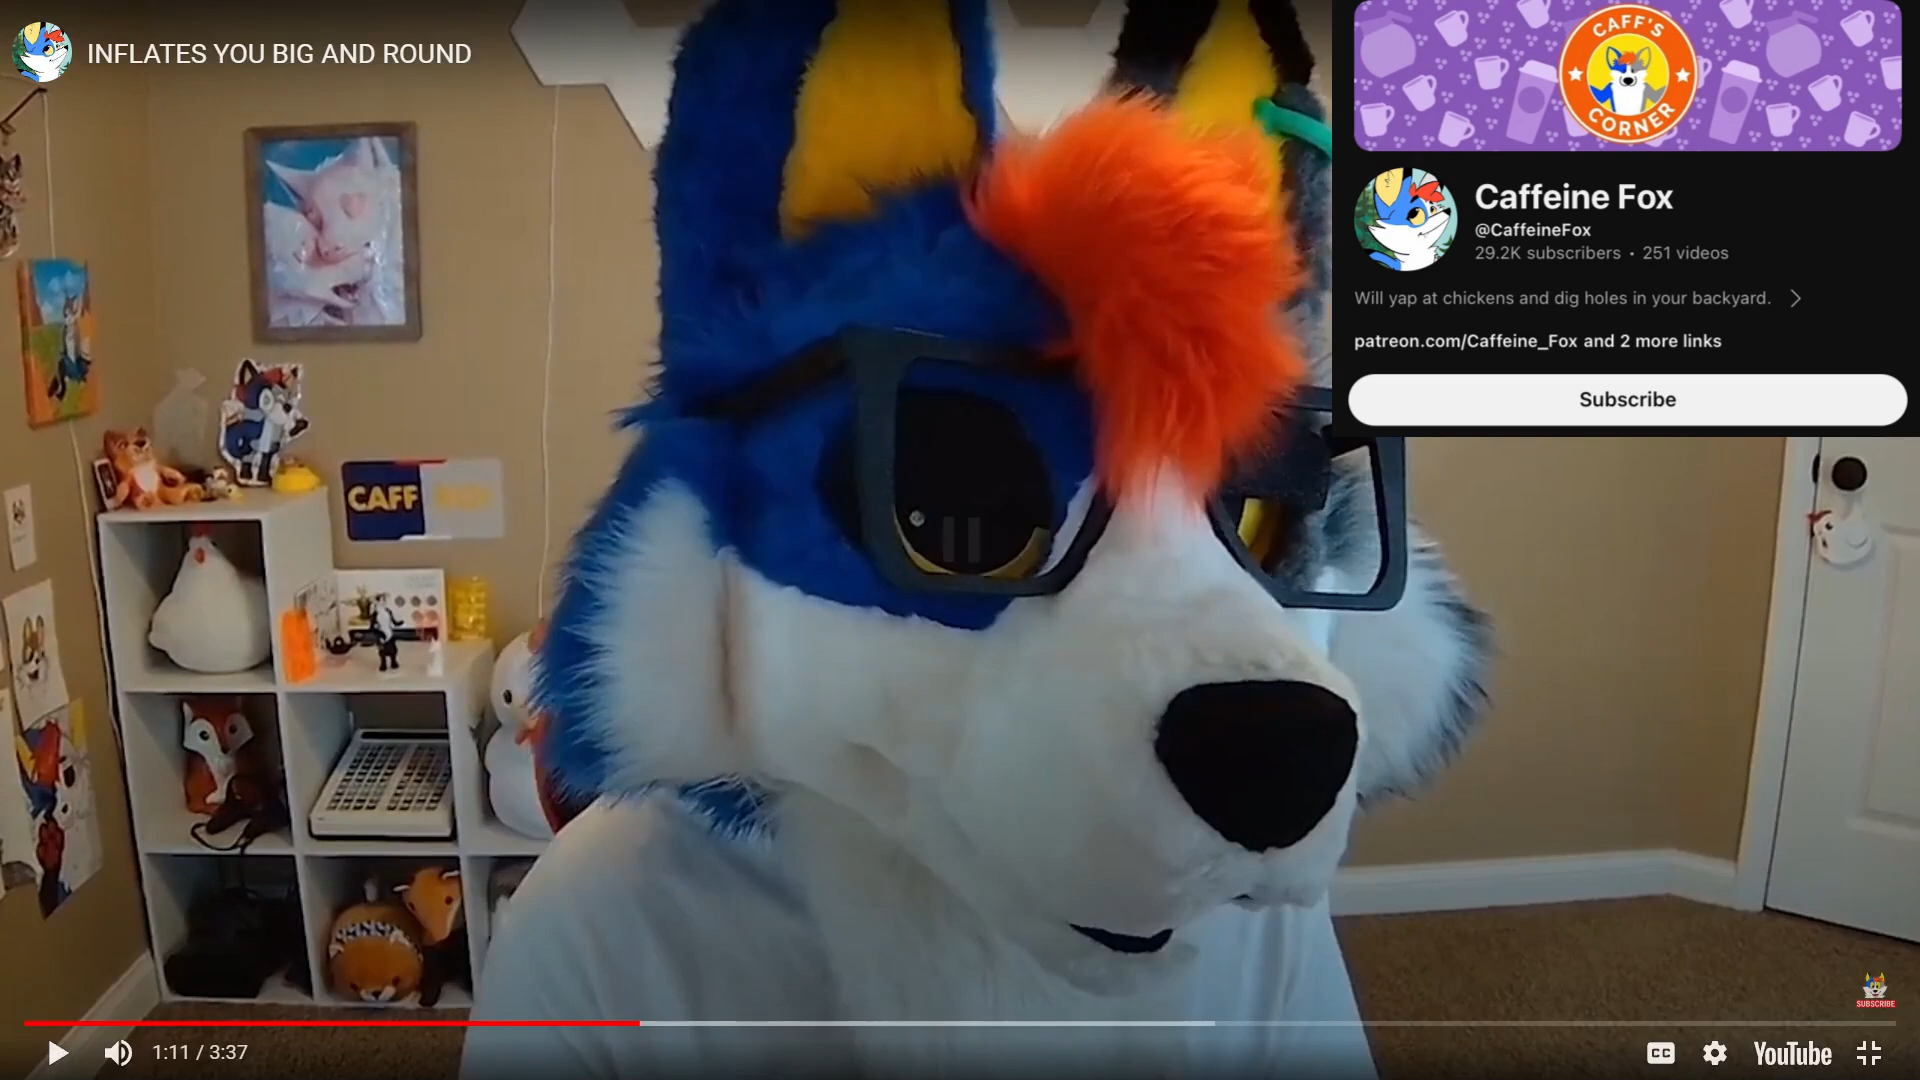 INFLATES YOU BIG AND ROUND
CAFF'S
CORNER
Caffeine Fox
@CaffeineFox
29.2K subscribers • 251 videos
Will yap at chickens and dig holes in your backyard.
patreon.com/Caffeine_Fox and 2 more links
Subscribe
CAFF
SUBSCRIBE
1:11 / 3:37
CC
YouTube